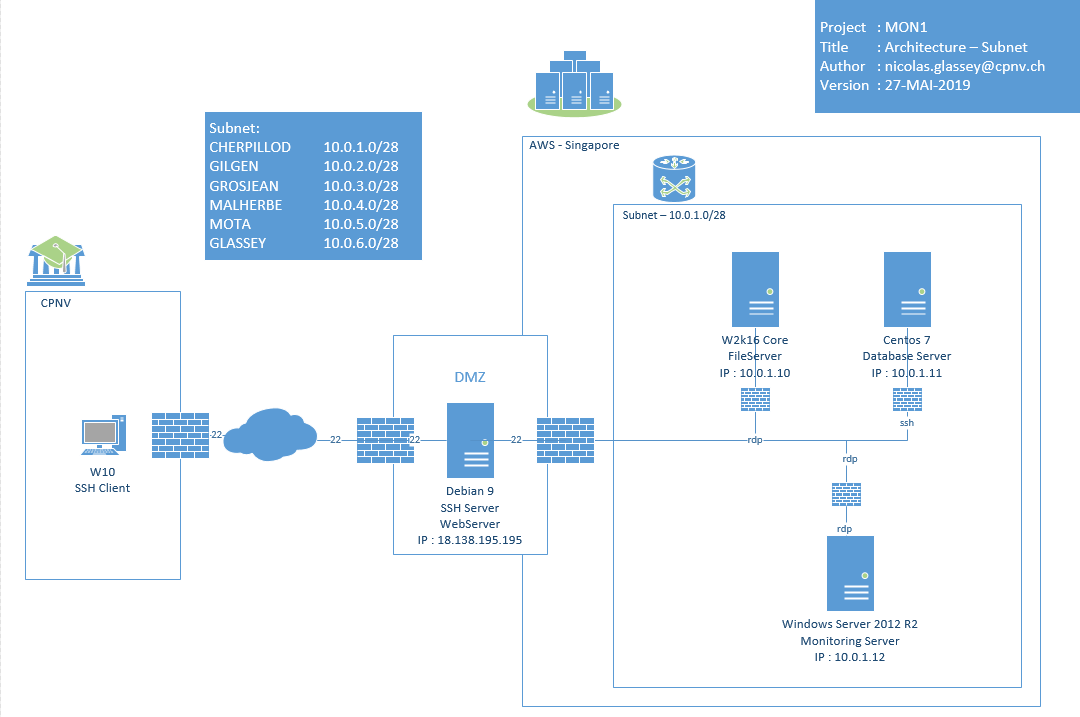 Project : MON1
Title : Architecture – Subnet
Author : nicolas.glassey@cpnv.ch
Version : 27-MAI-2019
Subnet:
CHERPILLOD 10.0.1.0/28
GILGEN 10.0.2.0/28
GROSJEAN 10.0.3.0/28
MALHERBE 10.0.4.0/28
MOTA 10.0.5.0/28
GLASSEY 10.0.6.0/28
AWS - Singapore
Subnet – 10.0.1.0/28
CPNV
W10
SSH Client
22
22
DMZ
22
22
Debian 9
SSH Server
WebServer
IP : 18.138.195.195
W2k16 Core
FileServer
IP : 10.0.1.10
Centos 7
Database Server
IP : 10.0.1.11
ssh
rdp
rdp
rdp
Windows Server 2012 R2
Monitoring Server
IP : 10.0.1.12